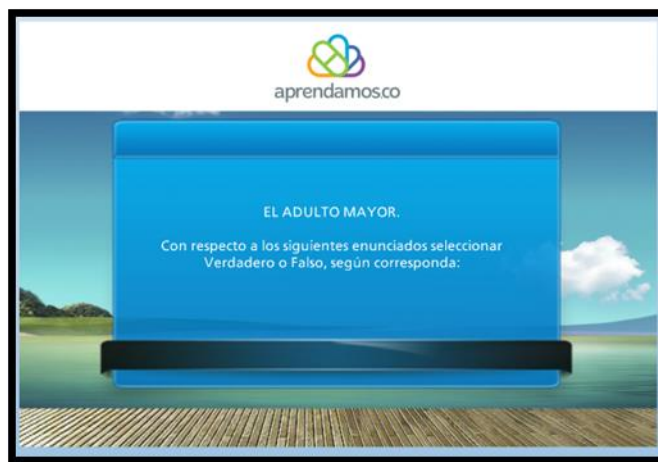 aprendamos.co
EL ADULTO MAYOR.
Con respecto a los siguientes enunciados seleccionar
Verdadero o Falso, según corresponda: